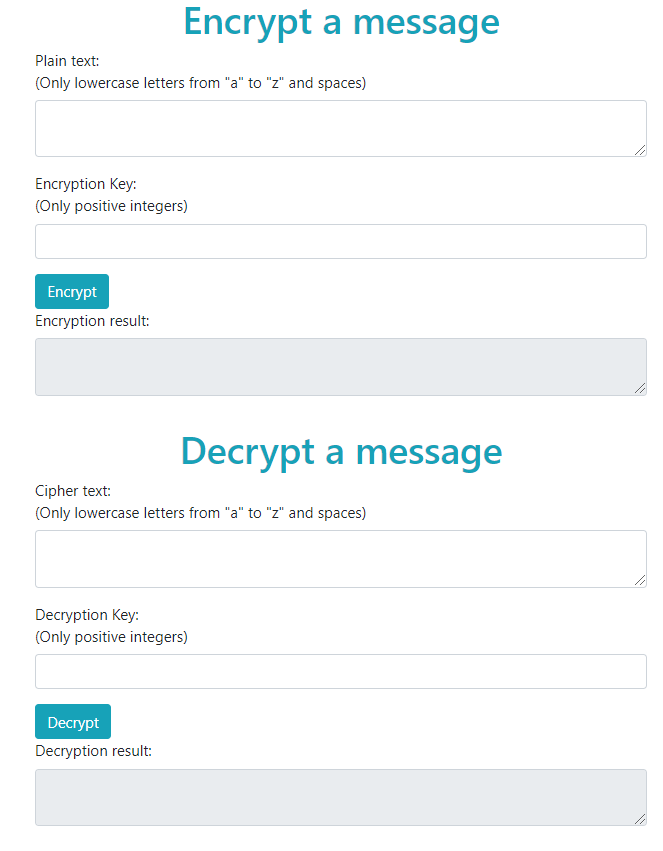 Encrypt a message
Plain text:
(Only lowercase letters from "a" to "z" and spaces)
Encryption Key:
(Only positive integers)
Encrypt
Encryption result:
Decrypt a message
Cipher text:
(Only lowercase letters from "a" to "z" and spaces)
Decryption Key:
(Only positive integers)
Decrypt
Decryption result: